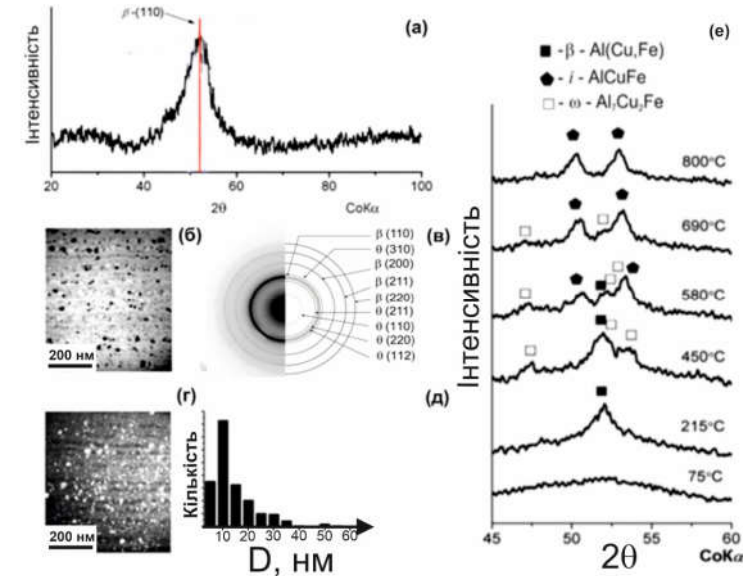 β-(110)
(а)
Інтенсивність
20
40
60
80
100
2θ
CoKα
(б)
200 нм
(в)
β (110)
θ (310)
β (200)
β (211)
β (220)
θ (211)
θ (110)
θ (220)
θ (112)
(г)
200 нм
(д)
Кількість
10
20
30
40
50
60
D, нм
(е)
■ -β - Al(Cu,Fe)
⬟ -i - AlCuFe
□ -ω - Al₇Cu₂Fe
Інтенсивність
800°C
690°C
580°C
450°C
215°C
75°C
45
50
55
60
2θ
CoKα